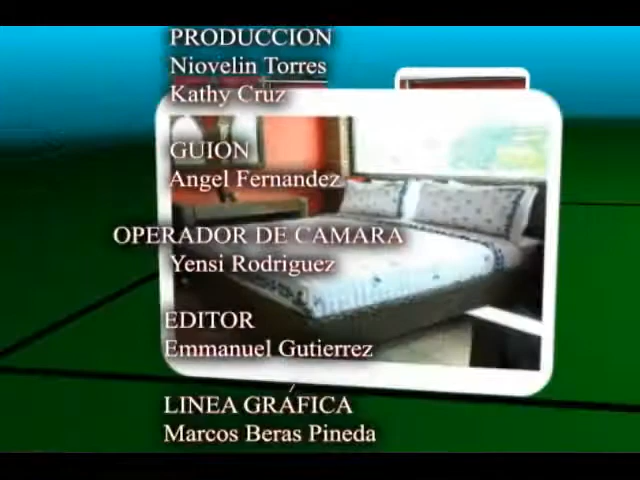 PRODUCCIÓN
Niovelin Torres
Kathy Cruz
GUION
Angel Fernandez
OPERADOR DE CAMARA
Yensi Rodriguez
EDITOR
Emmanuel Gutierrez
LINEA GRÁFICA
Marcos Beras Pineda